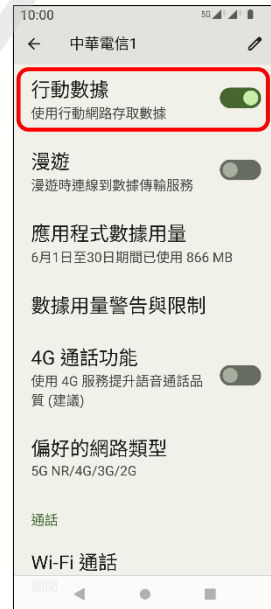 10:00
5G
中華電信1
行動數據
使用行動網路存取數據
漫遊
漫遊時連線到數據傳輸服務
應用程式數據用量
6月1日至30日期間已使用 866 MB
數據用量警告與限制
4G 通話功能
使用 4G 服務提升語音通話品
質 (建議)
偏好的網路類型
5G NR/4G/3G/2G
通話
Wi-Fi 通話
關閉